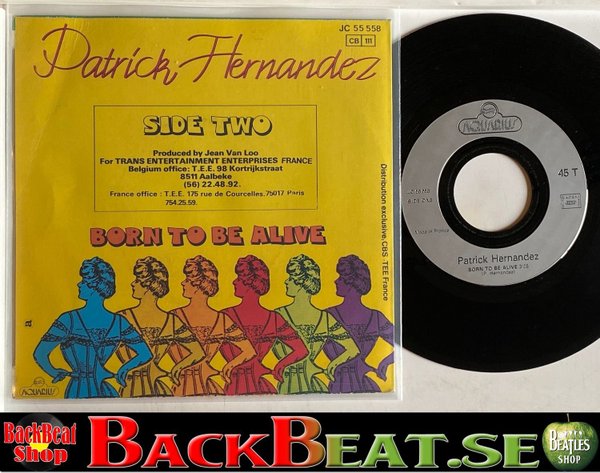 JC 55 558
CB 111
Patrick Hernandez
SIDE TWO
Produced by Jean Van Loo
For TRANS ENTERTAINMENT ENTERPRISES FRANCE
Belgium office: T.E.E. 98 Kortrijkstraat
8511 Aalbeke
(56) 22.48.92.
France office : T.E.E. 175 rue de Courcelles.75017 Paris
754.25.59.
BORN TO BE ALIVE
Distribution exclusive CBS -TEE France
a
AQUARIUS
AQUARIUS
45 T
Made in France
Patrick Hernandez
BORN TO BE ALIVE
(P. Hernandez)
BackBeat
Shop
BACKBEAT.SE
BEATLES
SHOP